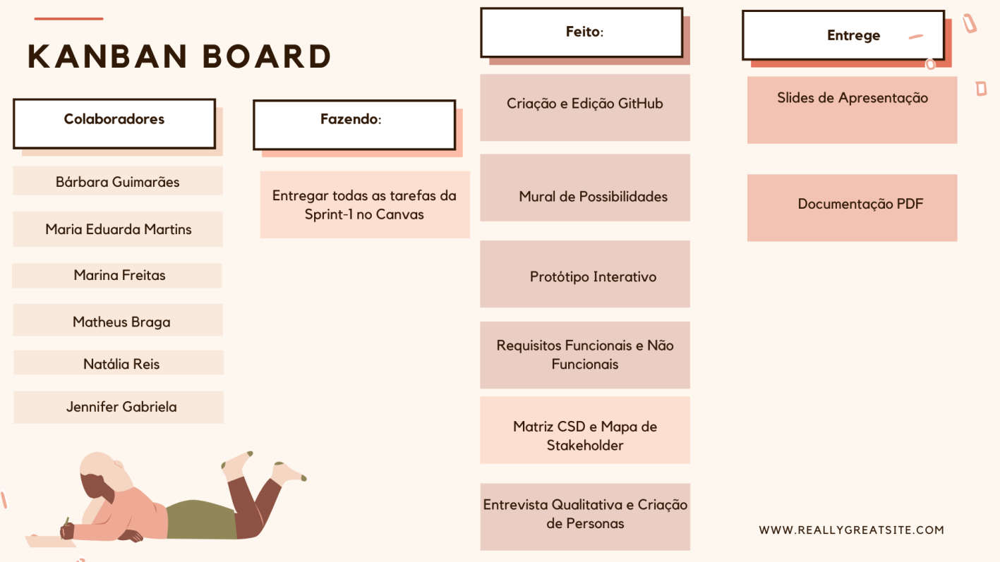 KANBAN BOARD
Colaboradores
Bárbara Guimarães
Maria Eduarda Martins
Marina Freitas
Matheus Braga
Natália Reis
Jennifer Gabriela
Fazendo:
Entregar todas as tarefas da
Sprint-1 no Canvas
Feito:
Criação e Edição GitHub
Mural de Possibilidades
Protótipo Interativo
Requisitos Funcionais e Não
Funcionais
Matriz CSD e Mapa de
Stakeholder
Entrevista Qualitativa e Criação
de Personas
Entrege
Slides de Apresentação
Documentação PDF
WWW.REALLYGREATSITE.COM